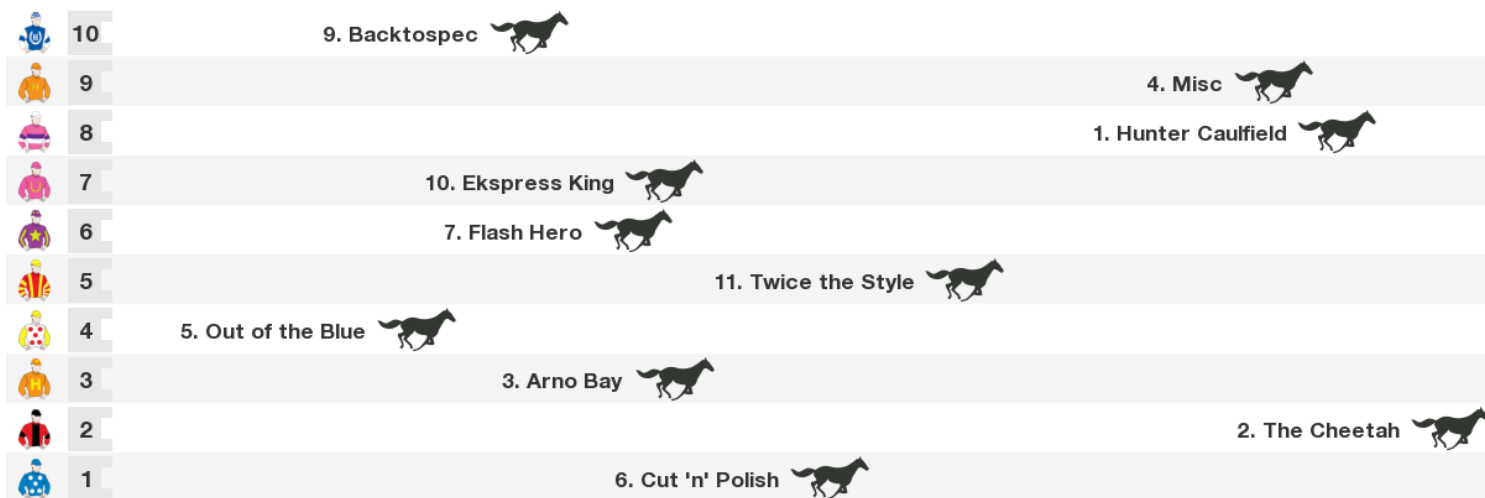 10 9. Backtospec
9 4. Misc
8 1. Hunter Caulfield
7 10. Ekspress King
6 7. Flash Hero
5 11. Twice the Style
4 5. Out of the Blue
3 3. Arno Bay
2 2. The Cheetah
1 6. Cut 'n' Polish